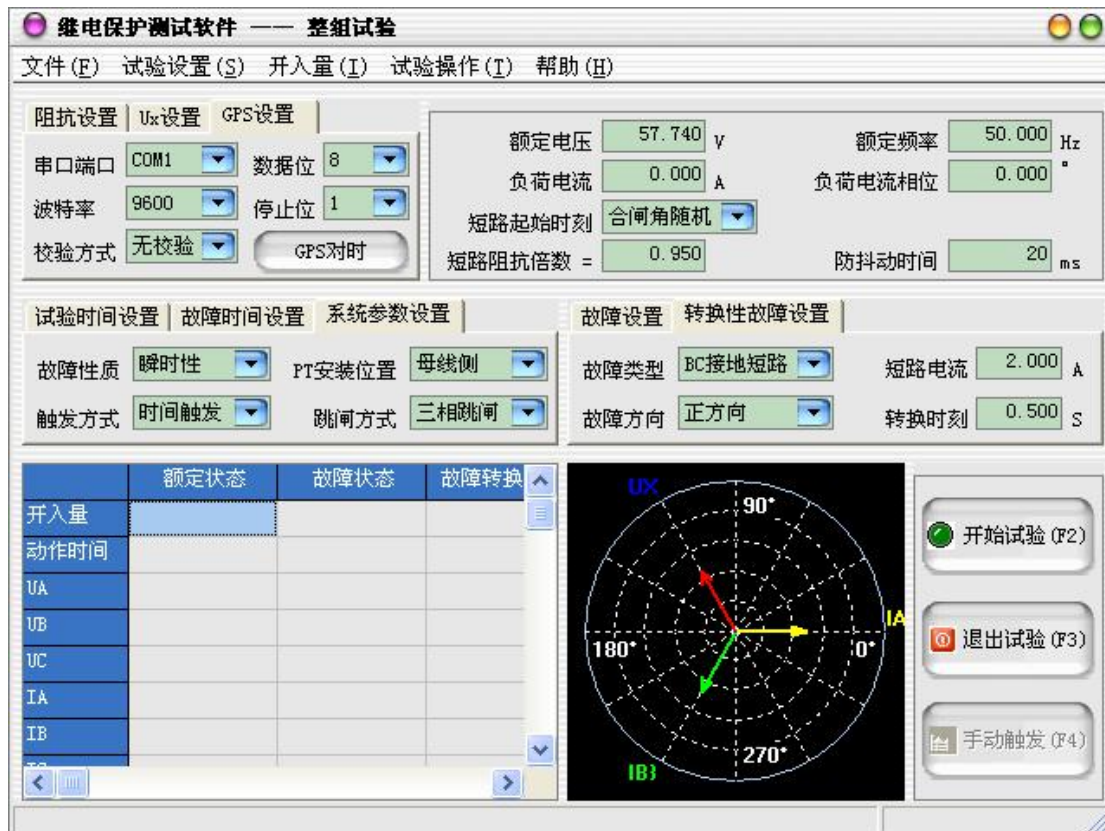 继电保护测试软件 —— 整组试验
文件(F) 试验设置(S) 开入量(I) 试验操作(T) 帮助(H)
阻抗设置 Ux设置 GPS设置
串口端口 COM1 数据位 8
波特率 9600 停止位 1
校验方式 无校验 GPS对时
额定电压 57.740 V 额定频率 50.000 Hz
负荷电流 0.000 A 负荷电流相位 0.000 °
短路起始时刻 合闸角随机
短路阻抗倍数 = 0.950 防抖动时间 20 ms
试验时间设置 故障时间设置 系统参数设置
故障性质 瞬时性 PT安装位置 母线侧
触发方式 时间触发 跳闸方式 三相跳闸
故障设置 转换性故障设置
故障类型 BC接地短路 短路电流 2.000 A
故障方向 正方向 转换时刻 0.500 S
额定状态 故障状态 故障转换
开入量
动作时间
UA
UB
UC
IA
IB
UX
90°
IA
180° 0°
270°
IB
开始试验(F2)
退出试验(F3)
手动触发(F4)